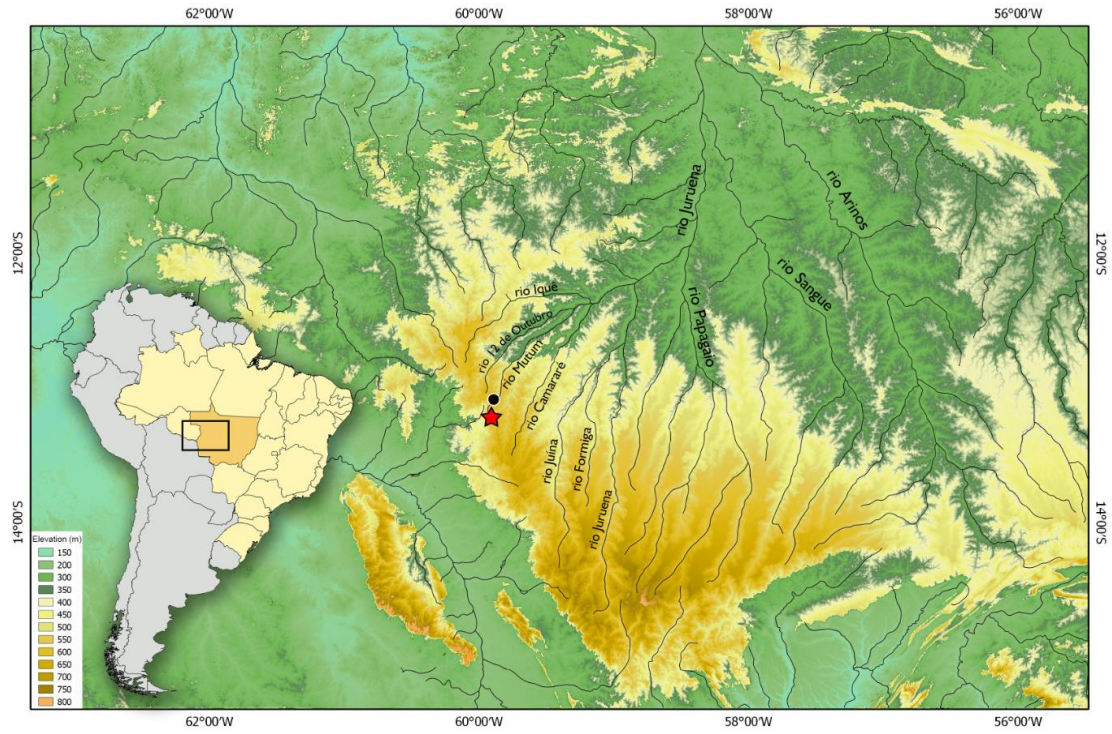 62°00'W
60°00'W
58°00'W
56°00'W
12°00'S
12°00'S
rio Juruena
rio Arinos
rio Sangue
rio Ique
rio Papagaio
rio 12 de Outubro
rio Mutum
rio Camararé
rio Juína
rio Formiga
rio Juruena
14°00'S
14°00'S
Elevation (m)
150
200
300
350
400
450
500
550
600
650
700
750
800
62°00'W
60°00'W
58°00'W
56°00'W